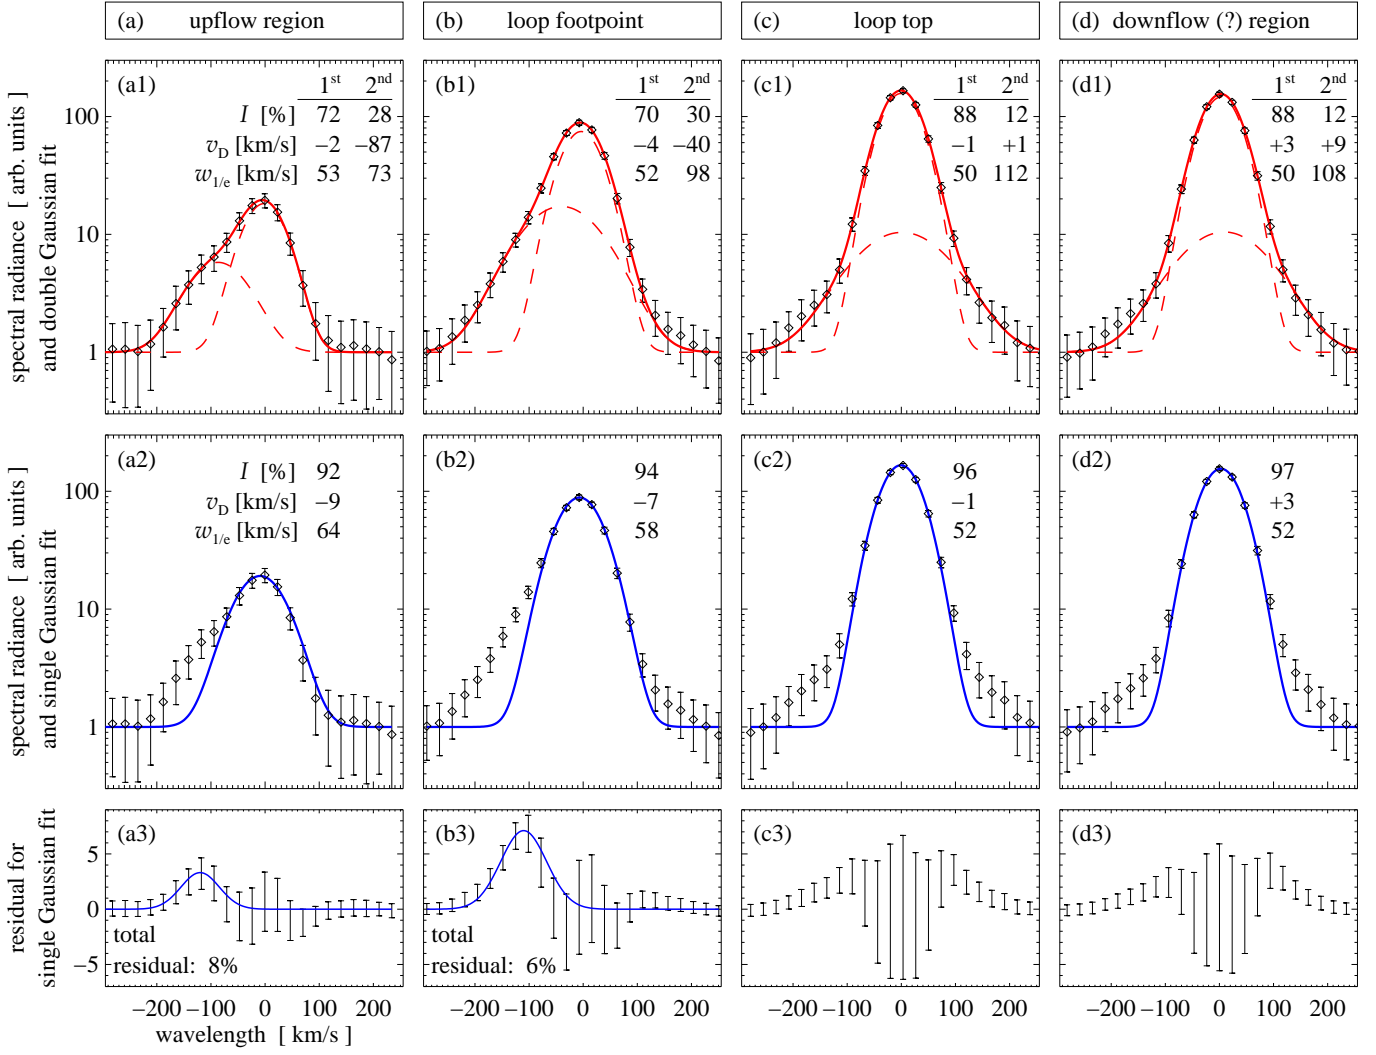 (a) upflow region
(b) loop footpoint
(c) loop top
(d) downflow (?) region
spectral radiance [ arb. units ]
and double Gaussian fit
100
10
1
(a1)
1st 2nd
I [%] 72 28
vD [km/s] −2 −87
w1/e [km/s] 53 73
(b1)
1st 2nd
70 30
−4 −40
52 98
(c1)
1st 2nd
88 12
−1 +1
50 112
(d1)
1st 2nd
88 12
+3 +9
50 108
spectral radiance [ arb. units ]
and single Gaussian fit
100
10
1
(a2)
I [%] 92
vD [km/s] −9
w1/e [km/s] 64
(b2)
94
−7
58
(c2)
96
−1
52
(d2)
97
+3
52
residual for
single Gaussian fit
5
0
−5
(a3)
total
residual: 8%
(b3)
total
residual: 6%
(c3)
(d3)
−200 −100 0 100 200
−200 −100 0 100 200
−200 −100 0 100 200
−200 −100 0 100 200
wavelength [ km/s ]